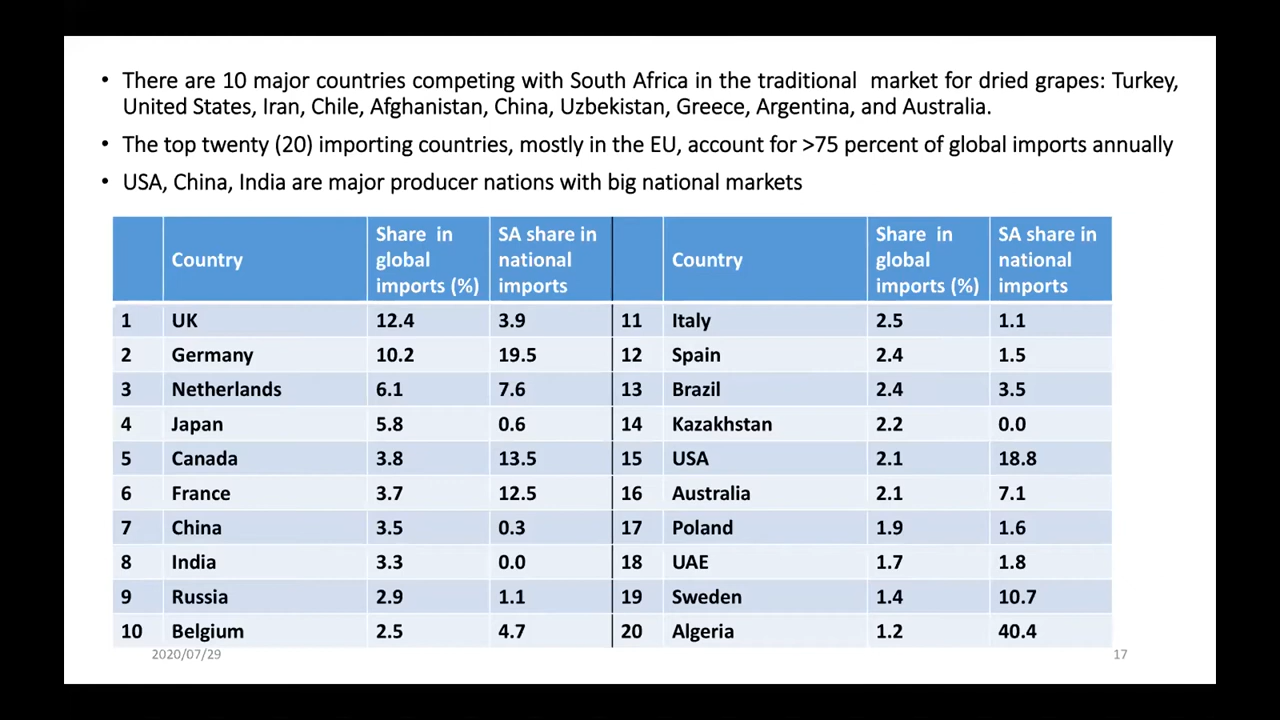 • There are 10 major countries competing with South Africa in the traditional market for dried grapes: Turkey,
United States, Iran, Chile, Afghanistan, China, Uzbekistan, Greece, Argentina, and Australia.
• The top twenty (20) importing countries, mostly in the EU, account for >75 percent of global imports annually
• USA, China, India are major producer nations with big national markets
Country Share in global imports (%) SA share in national imports Country Share in global imports (%) SA share in national imports
1 UK 12.4 3.9 11 Italy 2.5 1.1
2 Germany 10.2 19.5 12 Spain 2.4 1.5
3 Netherlands 6.1 7.6 13 Brazil 2.4 3.5
4 Japan 5.8 0.6 14 Kazakhstan 2.2 0.0
5 Canada 3.8 13.5 15 USA 2.1 18.8
6 France 3.7 12.5 16 Australia 2.1 7.1
7 China 3.5 0.3 17 Poland 1.9 1.6
8 India 3.3 0.0 18 UAE 1.7 1.8
9 Russia 2.9 1.1 19 Sweden 1.4 10.7
10 Belgium 2.5 4.7 20 Algeria 1.2 40.4
2020/07/29 17